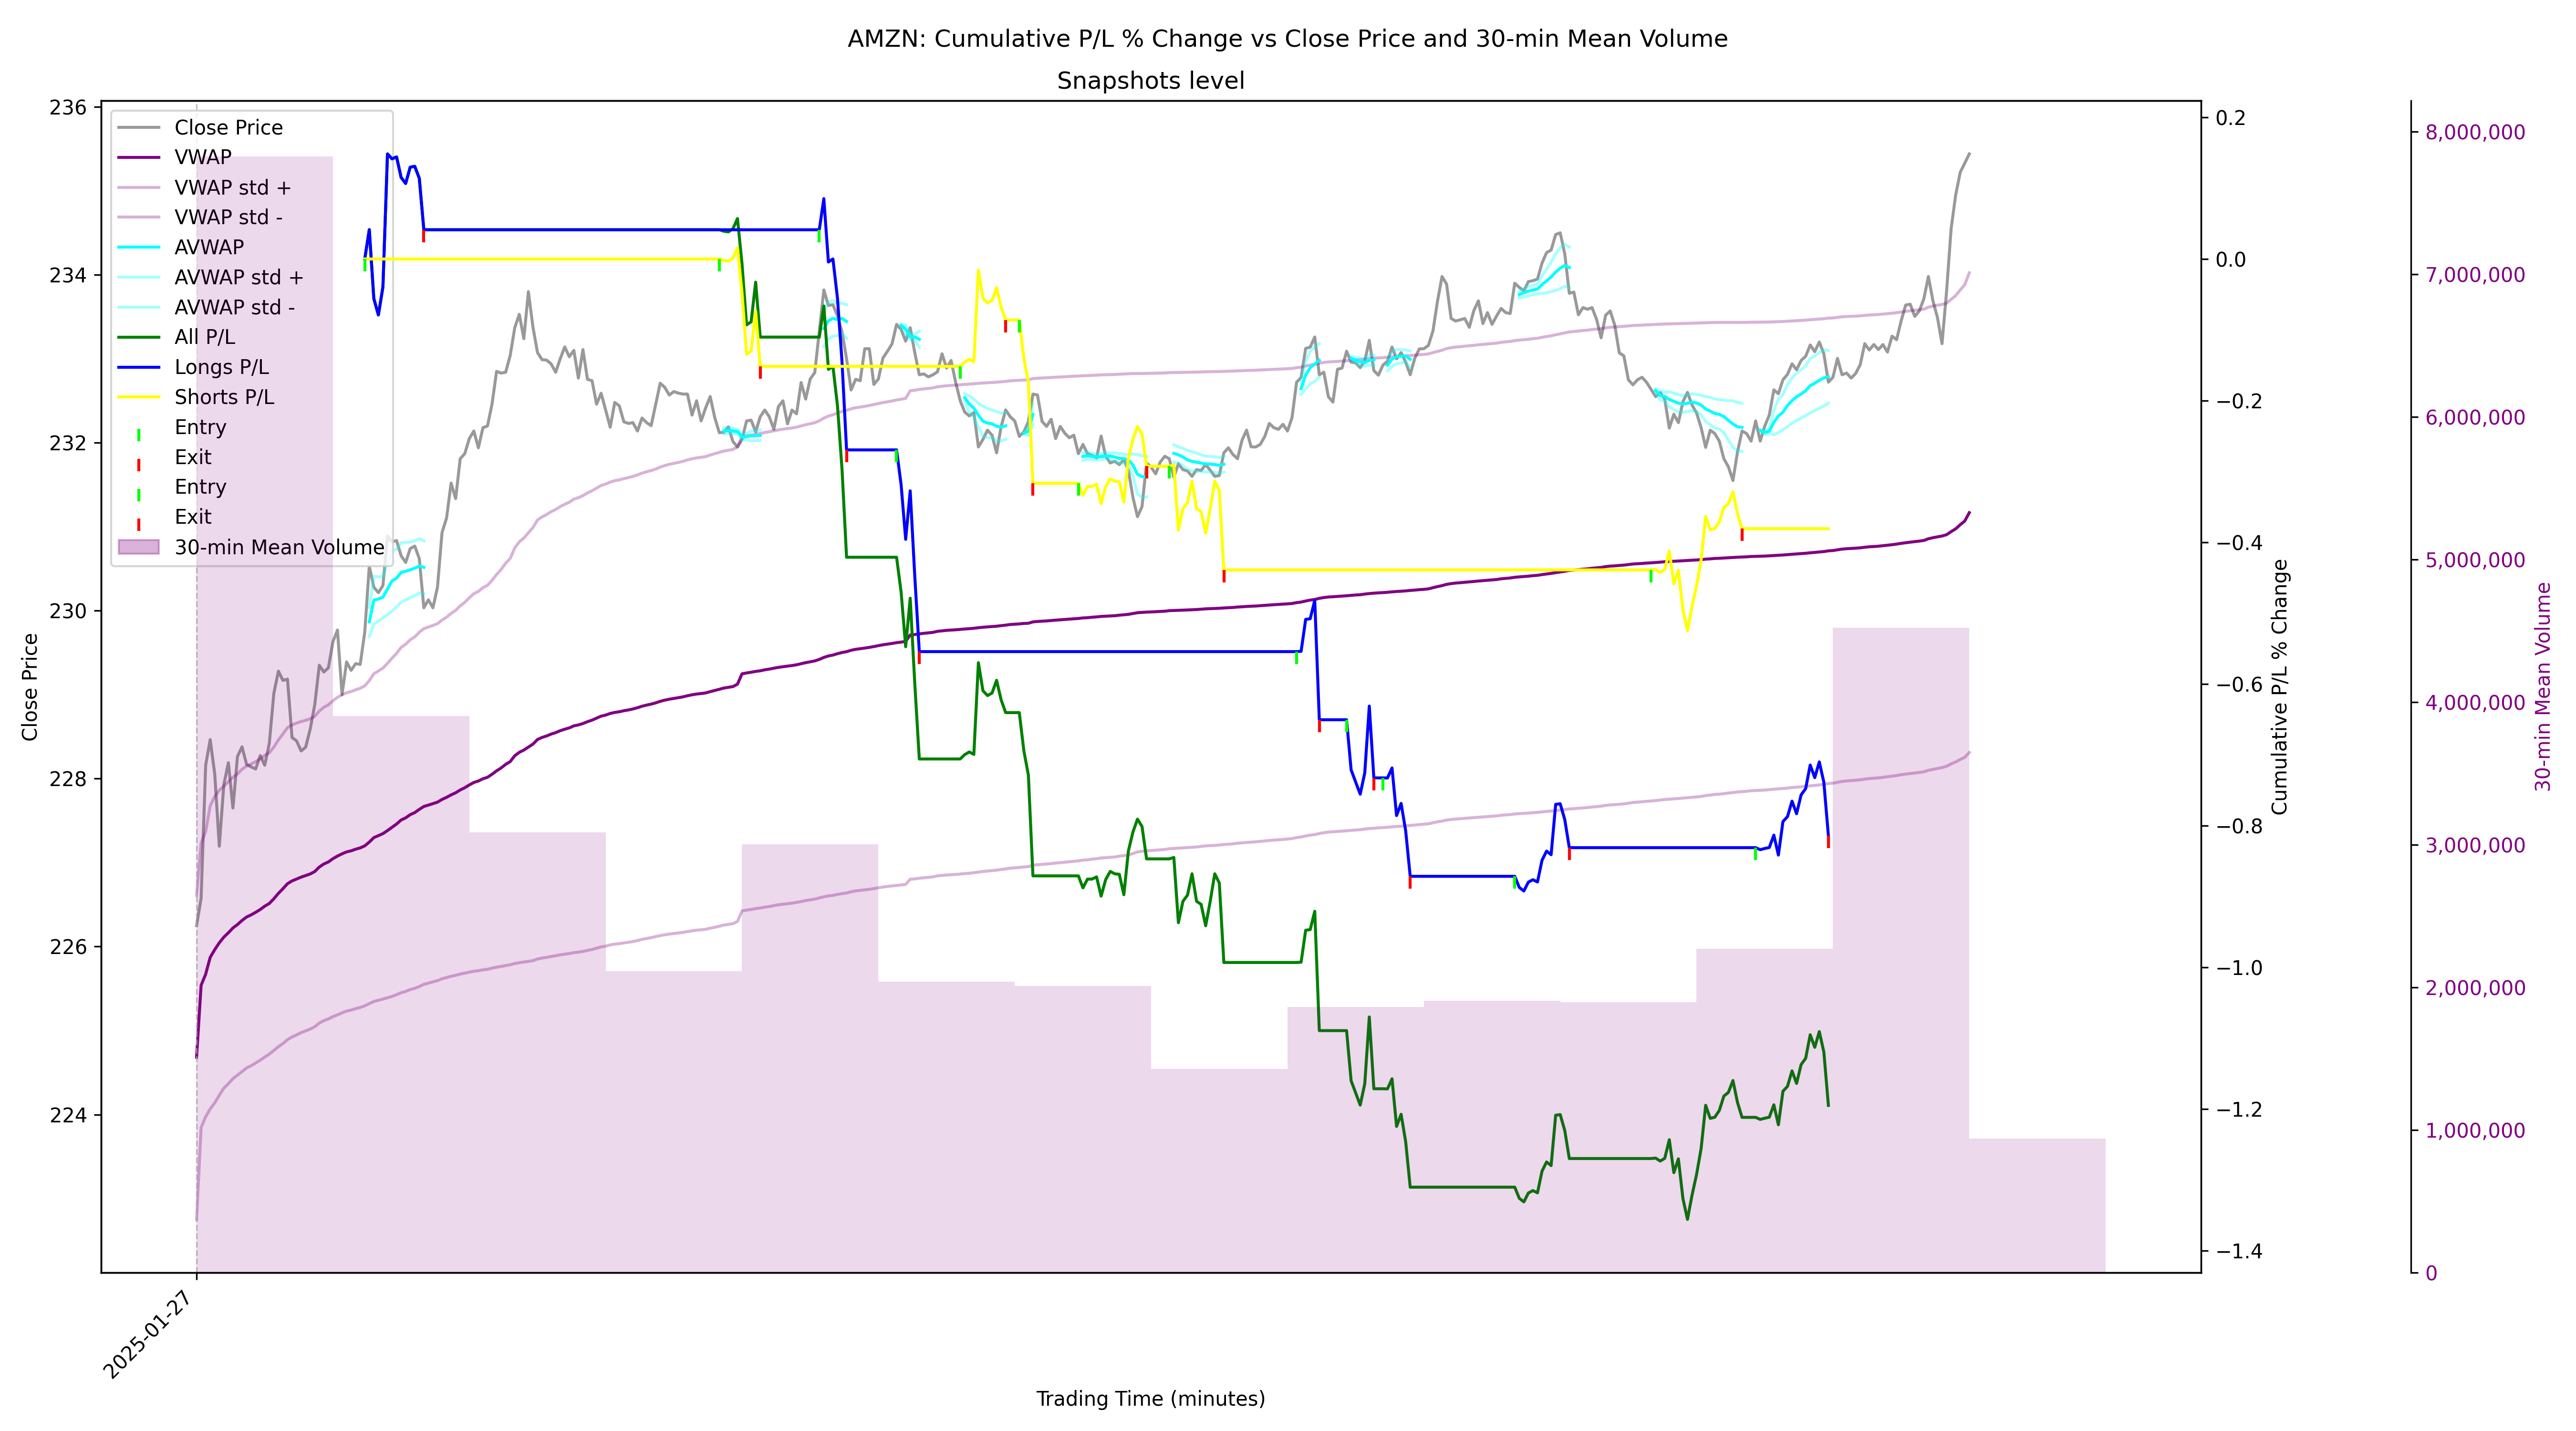 AMZN: Cumulative P/L % Change vs Close Price and 30-min Mean Volume
Snapshots level
Close Price
VWAP
VWAP std +
VWAP std -
AVWAP
AVWAP std +
AVWAP std -
All P/L
Longs P/L
Shorts P/L
Entry
Exit
Entry
Exit
30-min Mean Volume
236
234
232
230
228
226
224
Close Price
0.2
0.0
−0.2
−0.4
−0.6
−0.8
−1.0
−1.2
−1.4
Cumulative P/L % Change
8,000,000
7,000,000
6,000,000
5,000,000
4,000,000
3,000,000
2,000,000
1,000,000
0
30-min Mean Volume
2025-01-27
Trading Time (minutes)